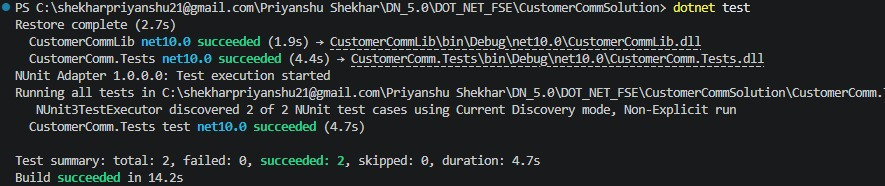 PS C:\shekharpriyanshu21@gmail.com\Priyanshu Shekhar\DN_5.0\DOT_NET_FSE\CustomerCommSolution> dotnet test
Restore complete (2.7s)
CustomerCommLib net10.0 succeeded (1.9s) → CustomerCommLib\bin\Debug\net10.0\CustomerCommLib.dll
CustomerComm.Tests net10.0 succeeded (4.4s) → CustomerComm.Tests\bin\Debug\net10.0\CustomerComm.Tests.dll
NUnit Adapter 1.0.0.0: Test execution started
Running all tests in C:\shekharpriyanshu21@gmail.com\Priyanshu Shekhar\DN_5.0\DOT_NET_FSE\CustomerCommSolution\CustomerComm.
NUnit3TestExecutor discovered 2 of 2 NUnit test cases using Current Discovery mode, Non-Explicit run
CustomerComm.Tests test net10.0 succeeded (4.7s)
Test summary: total: 2, failed: 0, succeeded: 2, skipped: 0, duration: 4.7s
Build succeeded in 14.2s